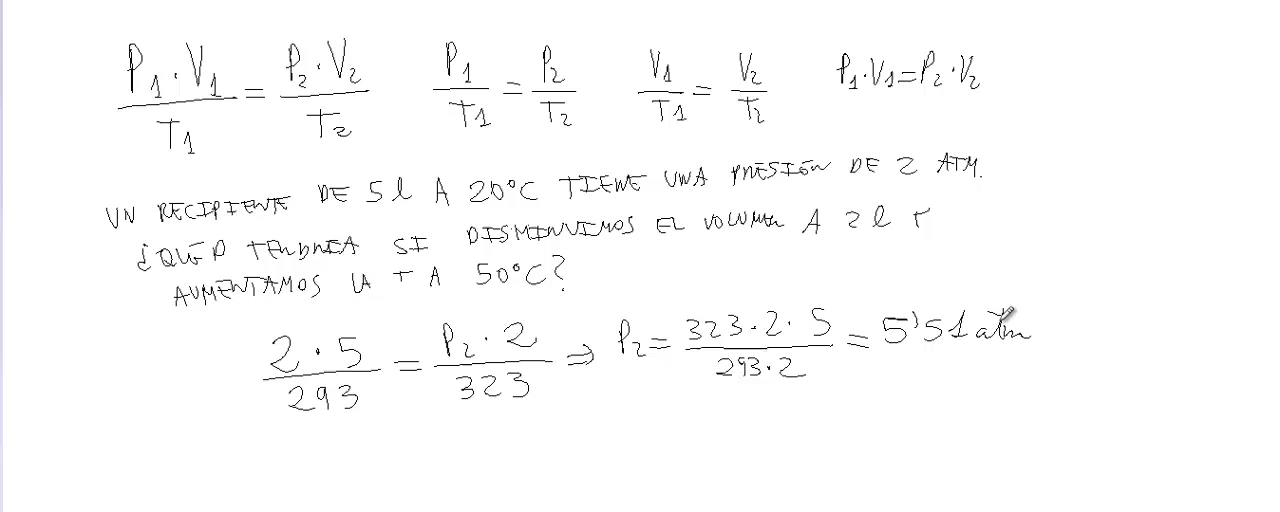 P₁·V₁/T₁ = P₂·V₂/T₂ P₁/T₁ = P₂/T₂ V₁/T₁ = V₂/T₂ P₁·V₁=P₂·V₂
UN RECIPIENTE DE 5 l A 20°C TIENE UNA PRESIÓN DE 2 ATM.
¿QUÉ P TENDRIA SI DISMINUIMOS EL VOLUMEN A 2 l Y
AUMENTAMOS LA T A 50°C?
2·5/293 = P₂·2/323 ⇒ P₂ = 323·2·5/293·2 = 5'51 atm